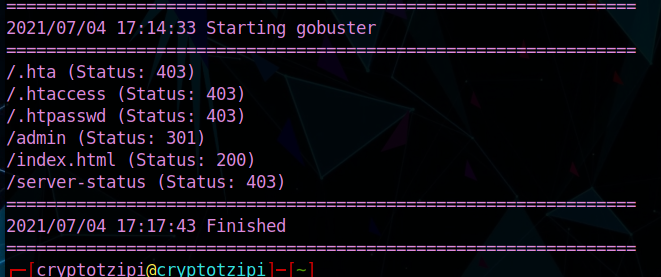 ===============================================================
2021/07/04 17:14:33 Starting gobuster
===============================================================
/.hta (Status: 403)
/.htaccess (Status: 403)
/.htpasswd (Status: 403)
/admin (Status: 301)
/index.html (Status: 200)
/server-status (Status: 403)
===============================================================
2021/07/04 17:17:43 Finished
===============================================================
┌─[cryptotzipi@cryptotzipi]─[~]